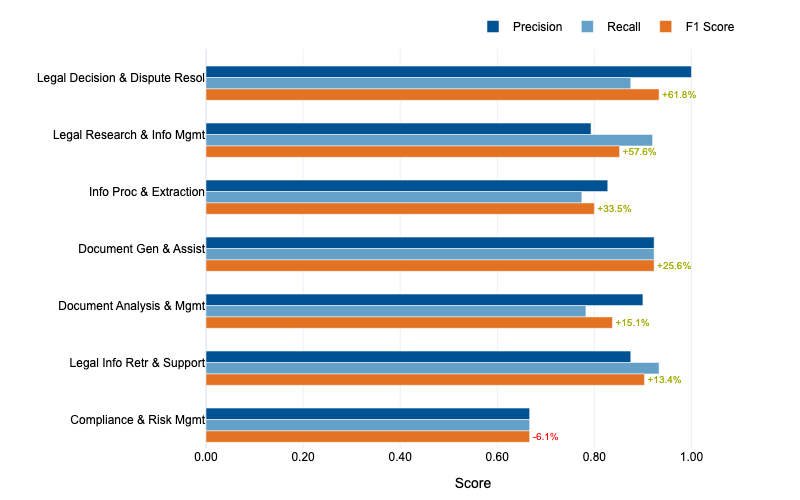 Precision Recall F1 Score
Legal Decision & Dispute Resol +61.8%
Legal Research & Info Mgmt +57.6%
Info Proc & Extraction +33.5%
Document Gen & Assist +25.6%
Document Analysis & Mgmt +15.1%
Legal Info Retr & Support +13.4%
Compliance & Risk Mgmt -6.1%
0.00 0.20 0.40 0.60 0.80 1.00
Score